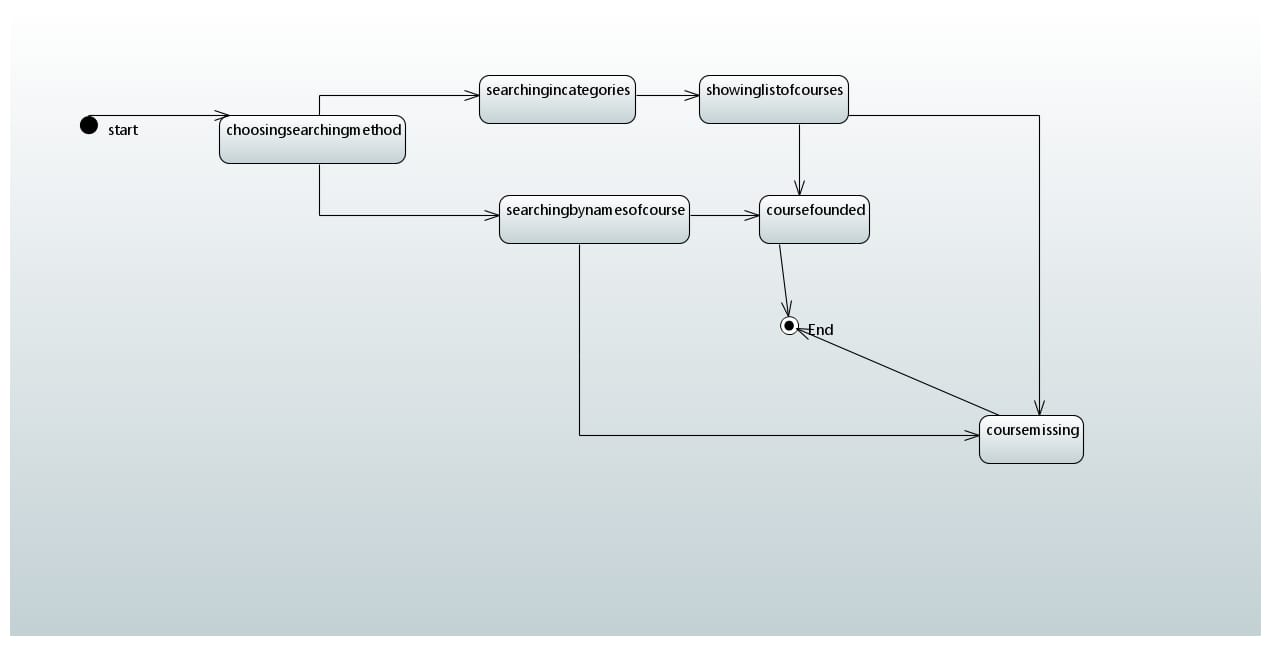 searchingincategories
showinglistofcourses
start
choosingsearchingmethod
searchingbynamesofcourse
coursefounded
End
coursemissing